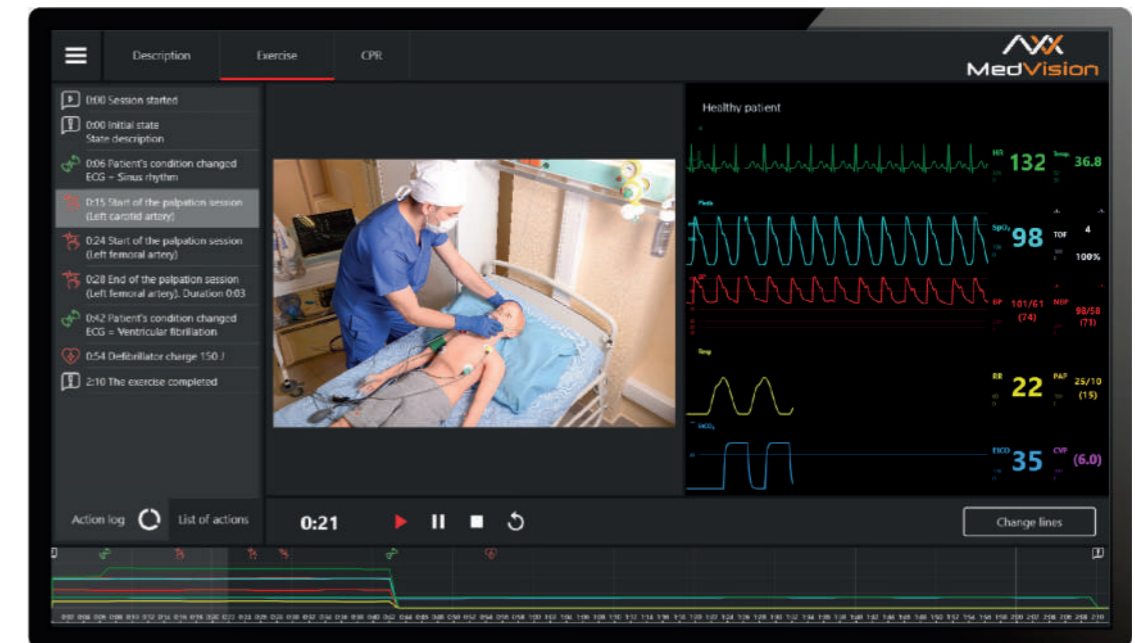 Description
Exercise
CPR
MedVision
0:00 Session started
0:00 Initial state
State description
0:06 Patient's condition changed
ECG = Sinus rhythm
0:15 Start of the palpation session
(Left carotid artery)
0:24 Start of the palpation session
(Left femoral artery)
0:28 End of the palpation session
(Left femoral artery). Duration 0:03
0:42 Patient's condition changed
ECG = Ventricular fibrillation
0:54 Defibrillator charge 150 J
2:10 The exercise completed
Action log
List of actions
Healthy patient
HR 132 Temp 36.8
Pleth
SpO₂ 98 TOF 4
100%
BP 101/61
(74)
NBP 98/58
(71)
Resp
RR 22 PAP 25/10
(15)
EtCO₂
EtCO 35 CVP (6.0)
0:21
Change lines